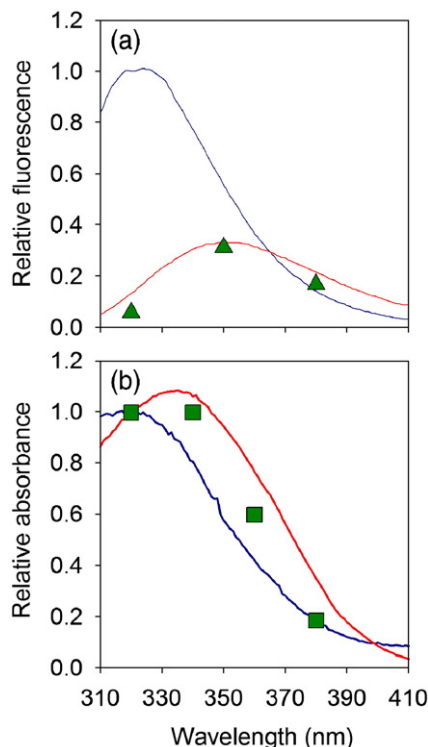 (a)
Relative fluorescence
1.2
1.0
0.8
0.6
0.4
0.2
0.0
(b)
Relative absorbance
1.2
1.0
0.8
0.6
0.4
0.2
0.0
310 330 350 370 390 410
Wavelength (nm)